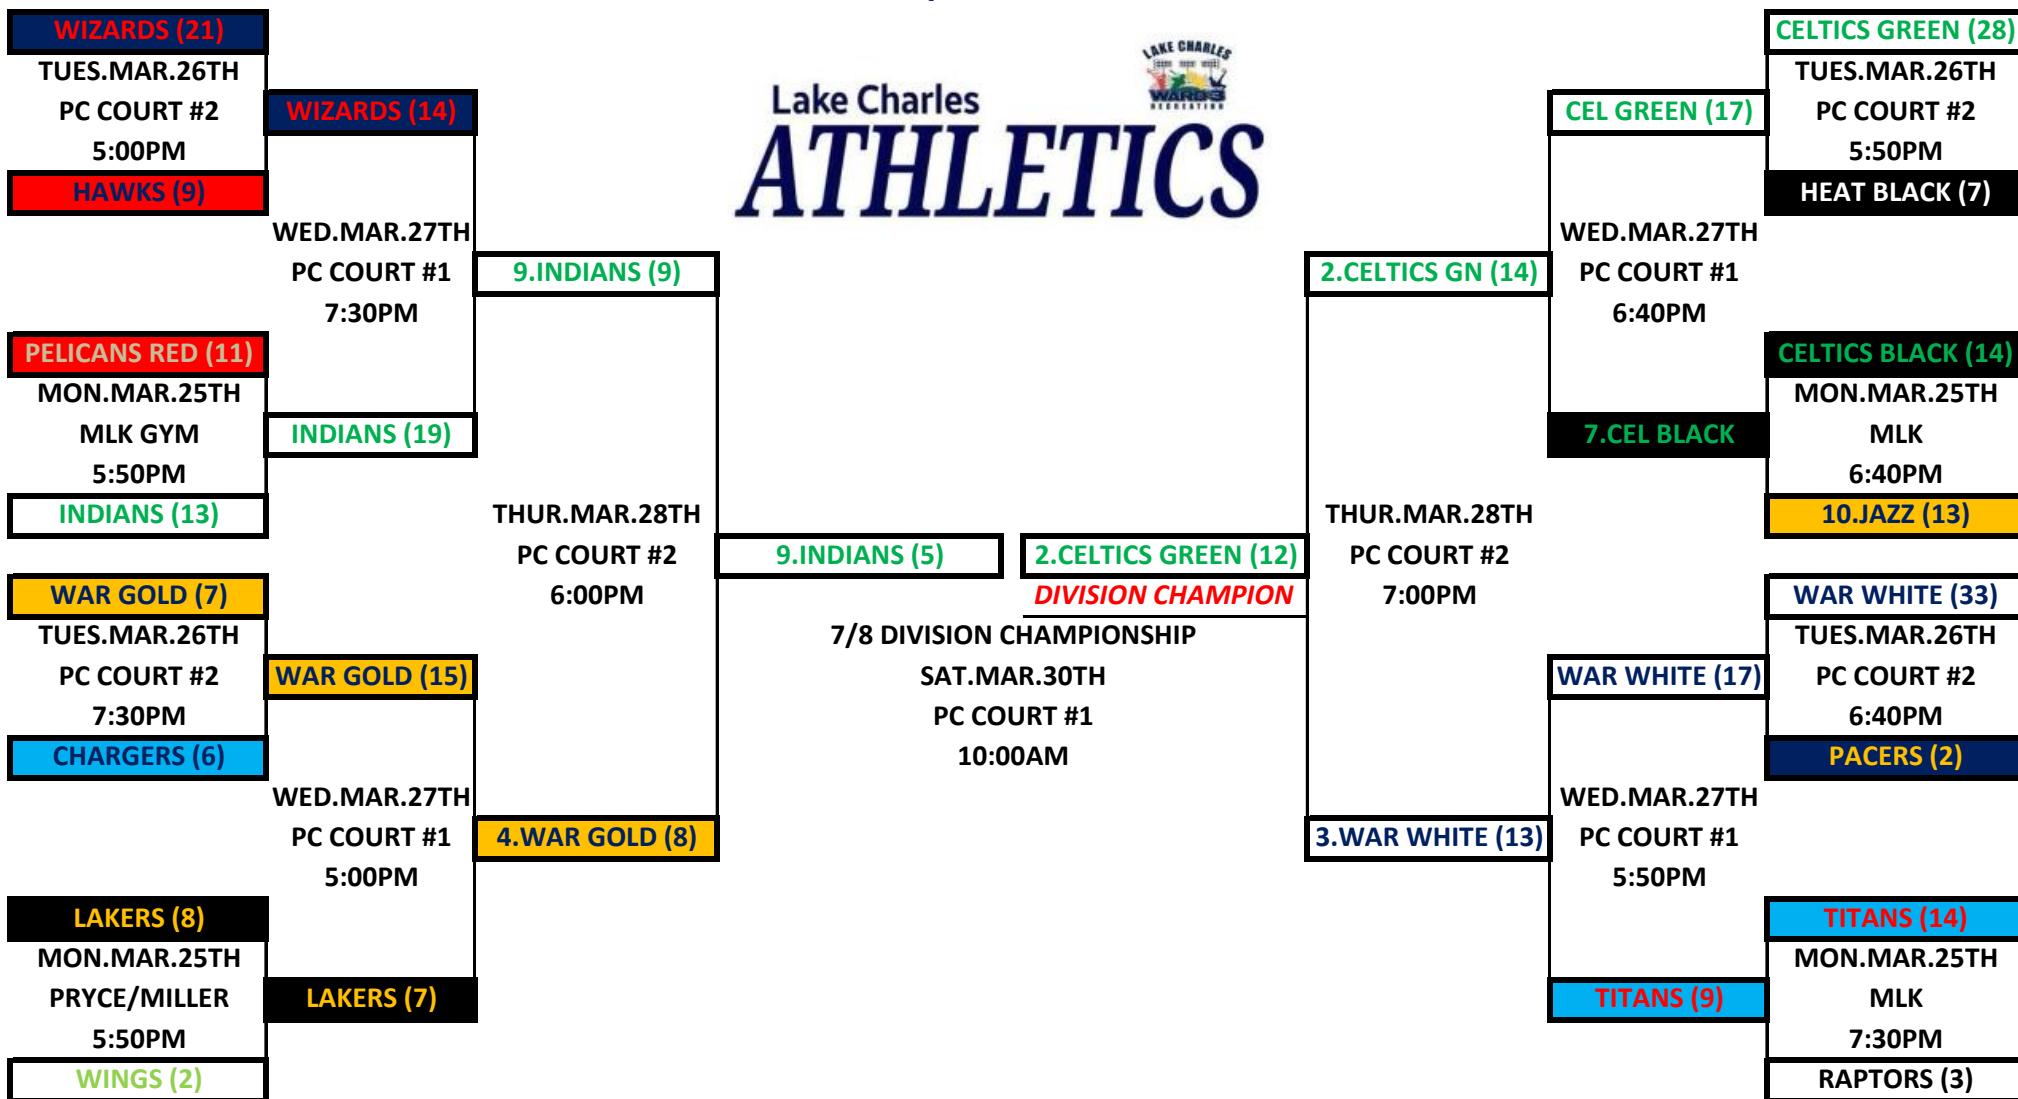 WIZARDS (21)
TUES.MAR.26TH
PC COURT #2
5:00PM
HAWKS (9)
PELICANS RED (11)
MON.MAR.25TH
MLK GYM
5:50PM
INDIANS (13)
WAR GOLD (7)
TUES.MAR.26TH
PC COURT #2
7:30PM
CHARGERS (6)
LAKERS (8)
MON.MAR.25TH
PRYCE/MILLER
5:50PM
WINGS (2)
WIZARDS (14)
WED.MAR.27TH
PC COURT #1
7:30PM
INDIANS (19)
WAR GOLD (15)
WED.MAR.27TH
PC COURT #1
5:00PM
LAKERS (7)
9.INDIANS (9)
THUR.MAR.28TH
PC COURT #2
6:00PM
4.WAR GOLD (8)
Lake Charles
ATHLETICS
LAKE CHARLES
WARD 3
RECREATION
9.INDIANS (5)
2.CELTICS GREEN (12)
DIVISION CHAMPION
7/8 DIVISION CHAMPIONSHIP
SAT.MAR.30TH
PC COURT #1
10:00AM
2.CELTICS GN (14)
THUR.MAR.28TH
PC COURT #2
7:00PM
3.WAR WHITE (13)
CEL GREEN (17)
WED.MAR.27TH
PC COURT #1
6:40PM
7.CEL BLACK
WAR WHITE (17)
WED.MAR.27TH
PC COURT #1
5:50PM
TITANS (9)
CELTICS GREEN (28)
TUES.MAR.26TH
PC COURT #2
5:50PM
HEAT BLACK (7)
CELTICS BLACK (14)
MON.MAR.25TH
MLK
6:40PM
10.JAZZ (13)
WAR WHITE (33)
TUES.MAR.26TH
PC COURT #2
6:40PM
PACERS (2)
TITANS (14)
MON.MAR.25TH
MLK
7:30PM
RAPTORS (3)